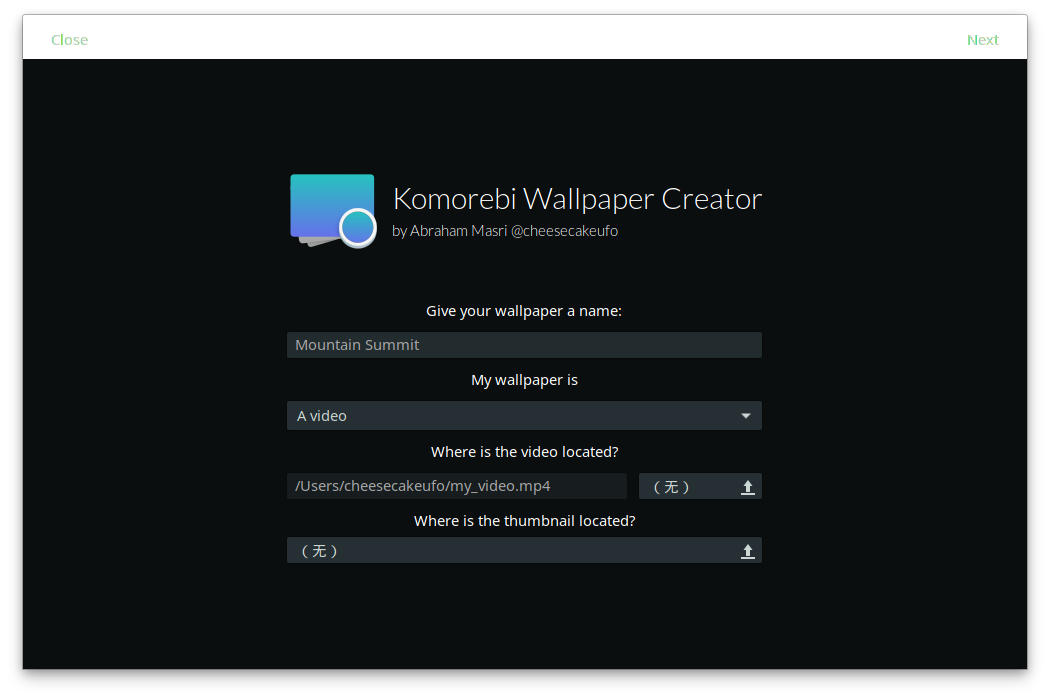 Close
Next
Komorebi Wallpaper Creator
by Abraham Masri @cheesecakeufo
Give your wallpaper a name:
Mountain Summit
My wallpaper is
A video
Where is the video located?
/Users/cheesecakeufo/my_video.mp4
（无）
Where is the thumbnail located?
（无）